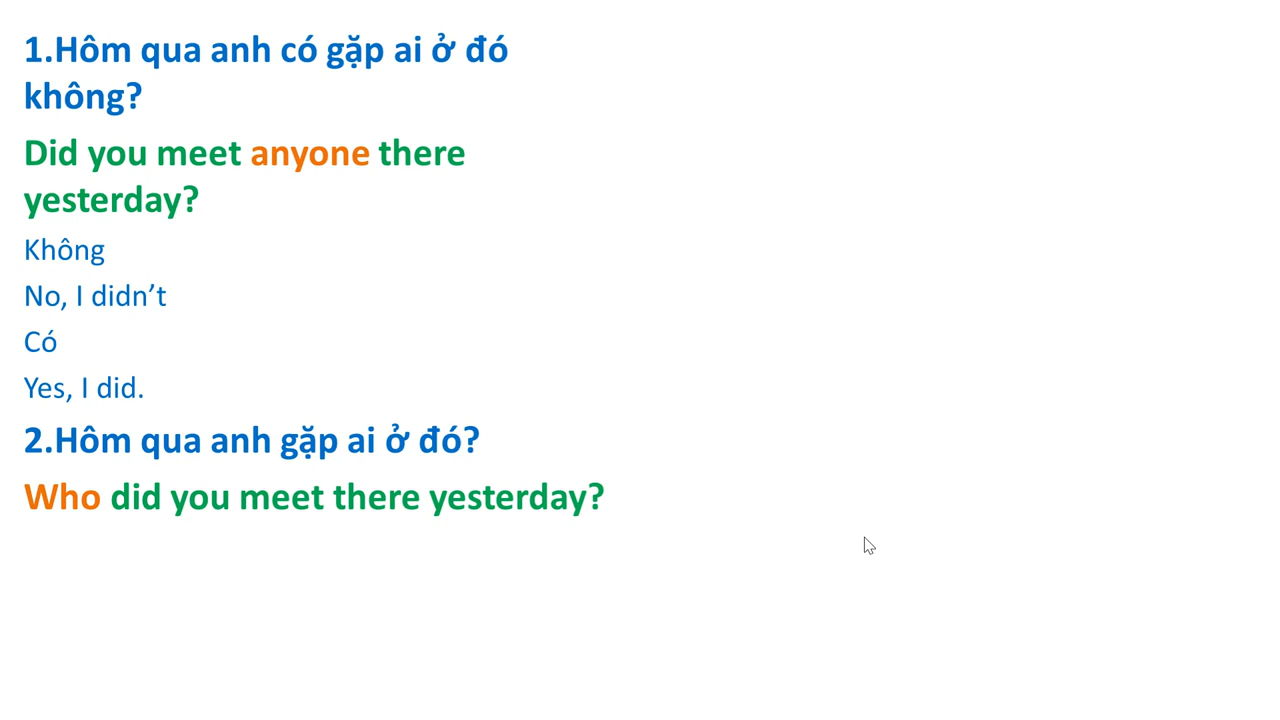 1.Hôm qua anh có gặp ai ở đó
không?
Did you meet anyone there
yesterday?
Không
No, I didn’t
Có
Yes, I did.
2.Hôm qua anh gặp ai ở đó?
Who did you meet there yesterday?